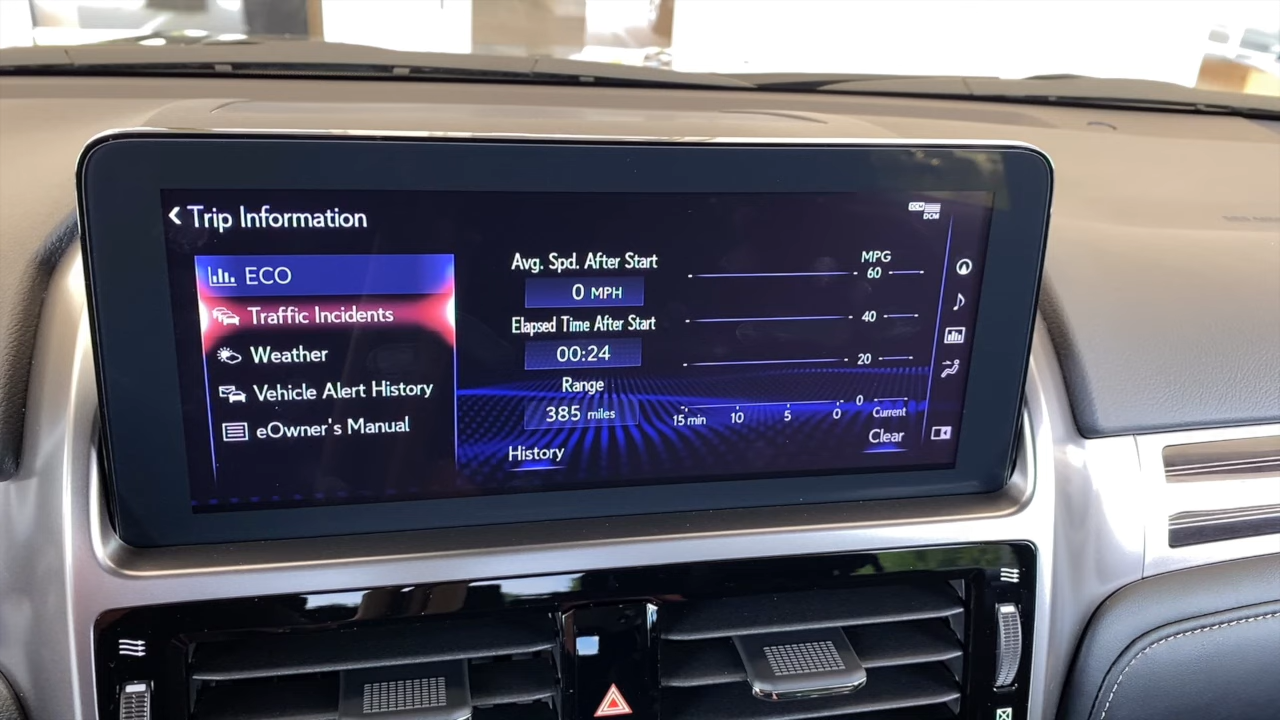 Trip Information
DCM
DCM
ECO
Traffic Incidents
Weather
Vehicle Alert History
eOwner's Manual
Avg. Spd. After Start
0 MPH
Elapsed Time After Start
00:24
Range
385 miles
History
MPG
60
40
20
0
15 min 10 5 0
Current
Clear